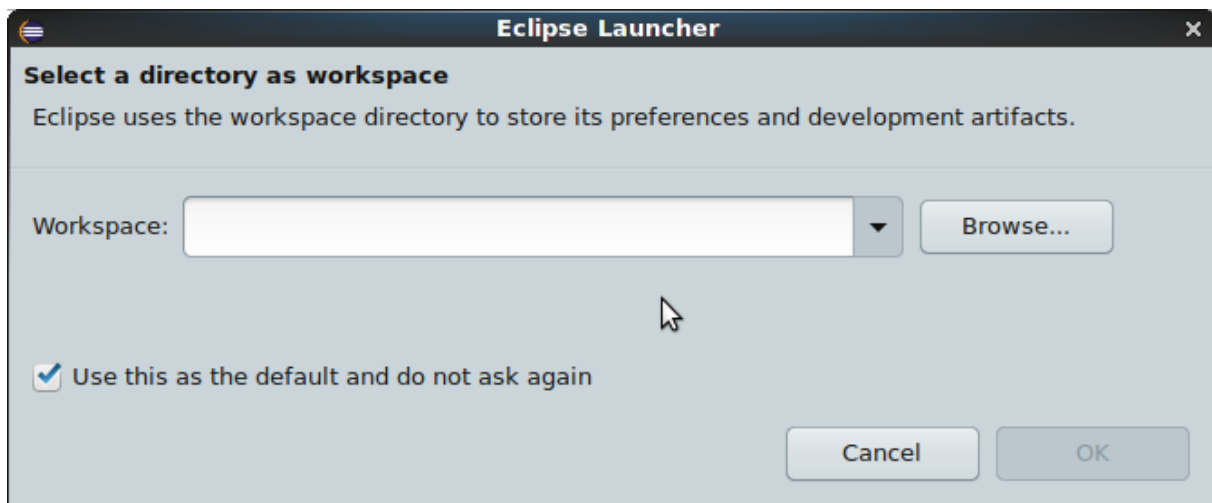 Eclipse Launcher
Select a directory as workspace
Eclipse uses the workspace directory to store its preferences and development artifacts.
Workspace:
Browse...
Use this as the default and do not ask again
Cancel
OK